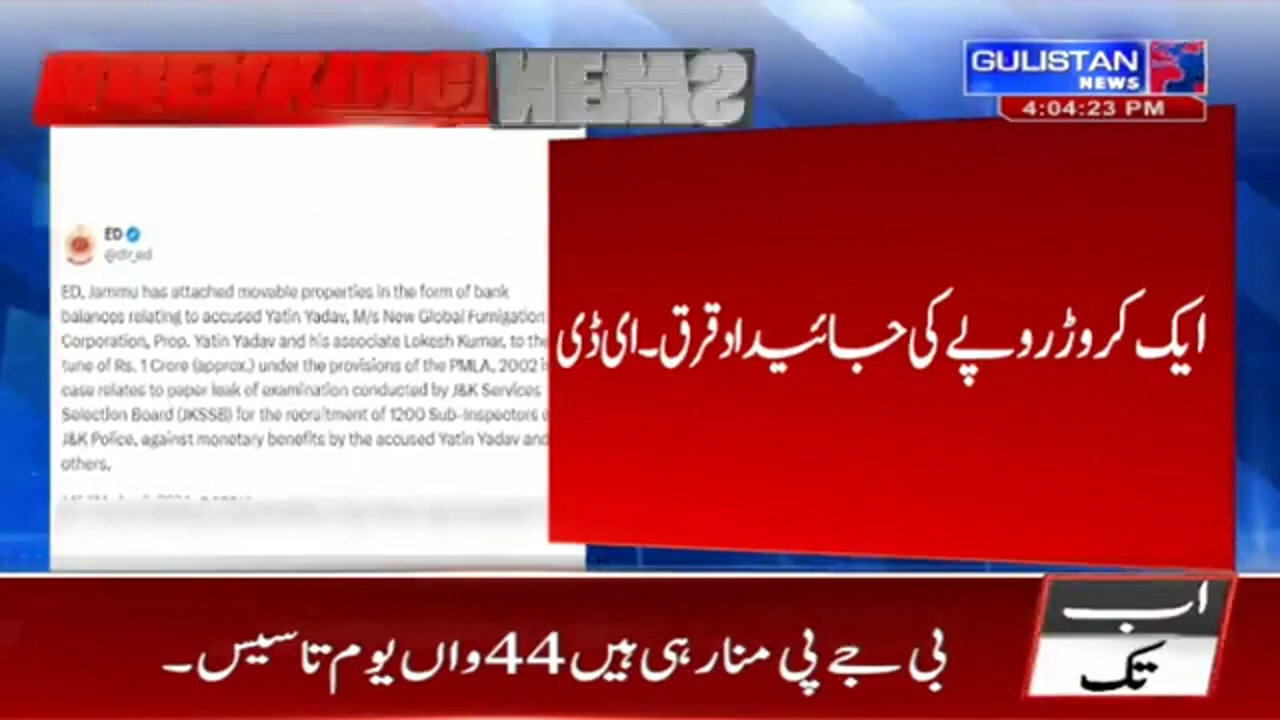 GULISTAN
NEWS
4:04:23 PM
ED
@dir_ed
ED, Jammu has attached movable properties in the form of bank
balances relating to accused Yatin Yadav, M/s New Global Fumigation
Corporation, Prop. Yatin Yadav and his associate Lokesh Kumar, to the
tune of Rs. 1 Crore (approx.) under the provisions of the PMLA, 2002
case relates to paper leak of examination conducted by J&K Services
Selection Board (JKSSB) for the recruitment of 1200 Sub-Inspectors
J&K Police, against monetary benefits by the accused Yatin Yadav and
others.
ایک کروڑ روپے کی جائیداد قرق۔ ای ڈی
اب
تک
بی جے پی منا رہی ہیں 44 واں یوم تاسیس۔